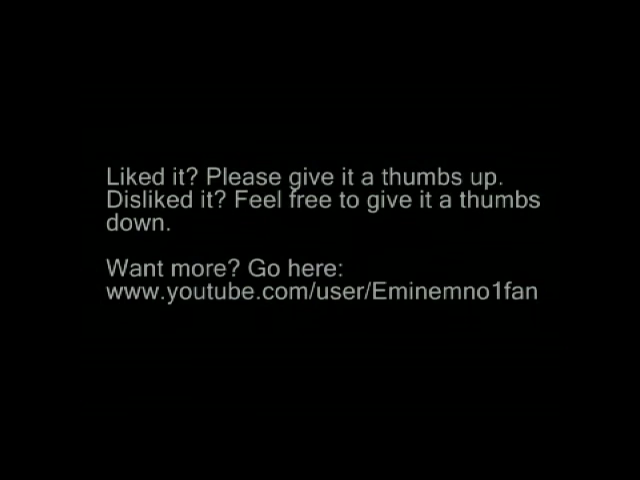 Liked it? Please give it a thumbs up.
Disliked it? Feel free to give it a thumbs
down.
Want more? Go here:
www.youtube.com/user/Eminemno1fan